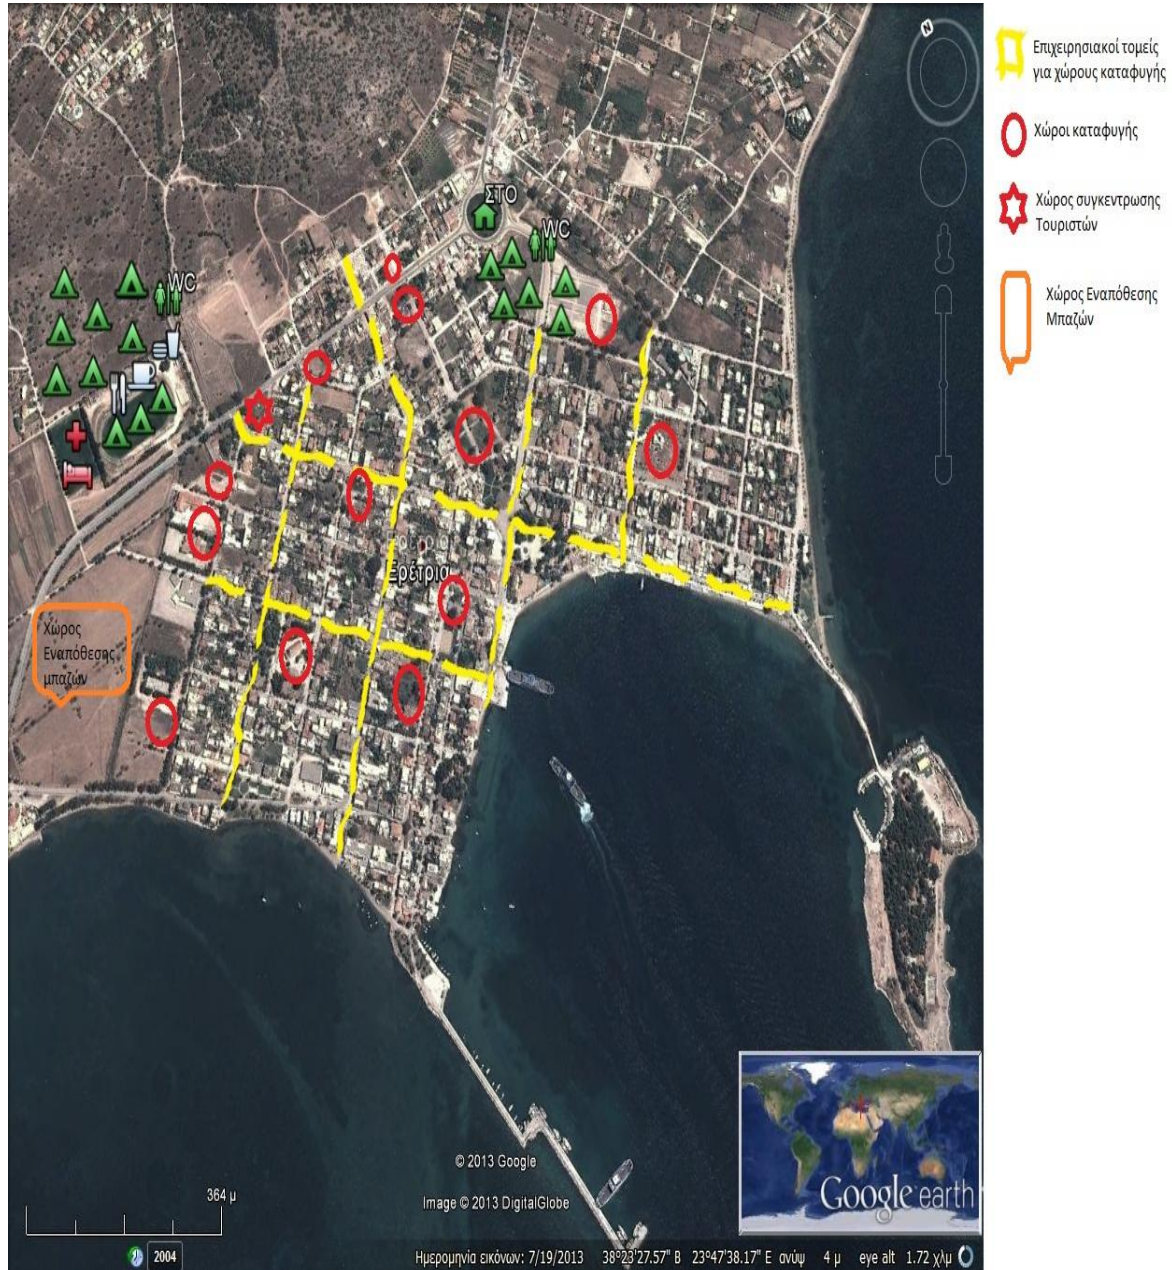 Επιχειρησιακοί τομείς
για χώρους καταφυγής
Χώροι καταφυγής
Χώρος συγκεντρωσης
Τουριστών
Χώρος Εναπόθεσης
Μπαζών
N
ΣΤΟ
WC
WC
Ερέτρια
Χώρος
Εναπόθεσης
μπαζών
© 2013 Google
Image © 2013 DigitalGlobe
Google earth
364 μ
2004
Ημερομηνία εικόνων: 7/19/2013 38°23'27.57" Β 23°47'38.17" Ε ανύψ 4 μ eye alt 1.72 χλμ